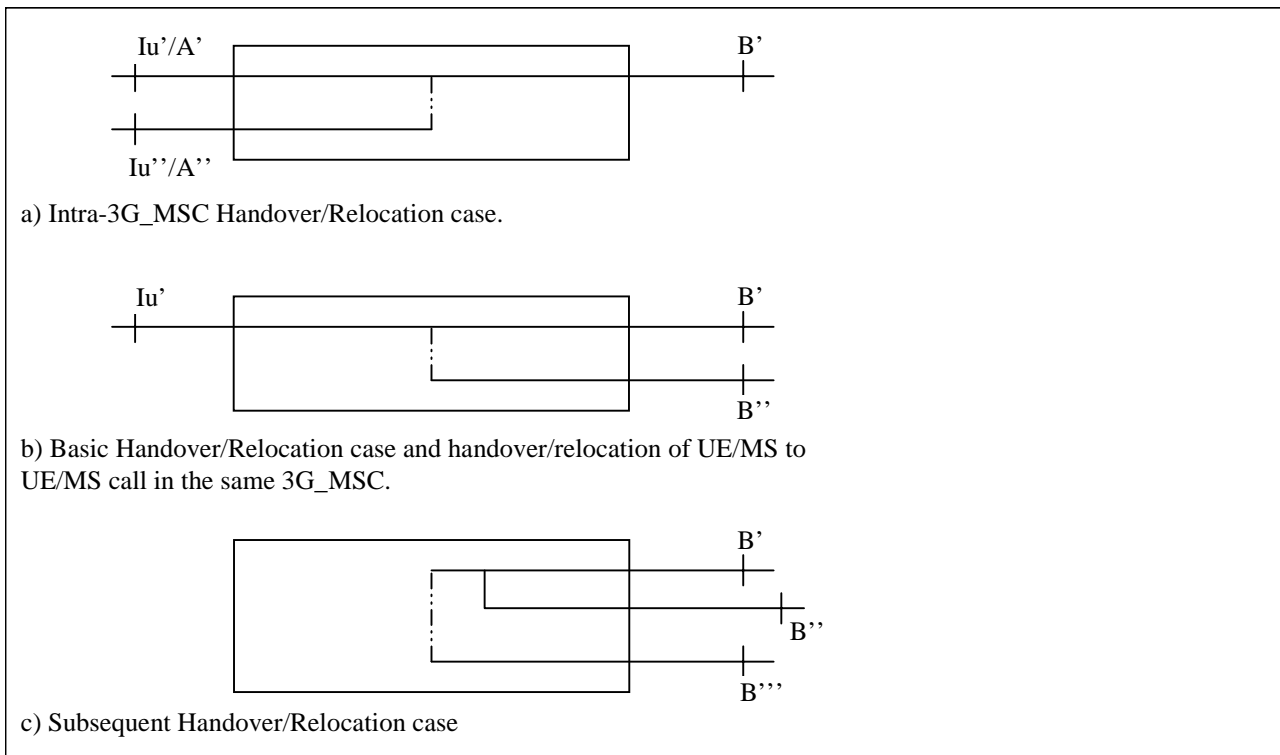 Iu’/A’
B’
Iu’’/A’’
a) Intra-3G_MSC Handover/Relocation case.
Iu’
B’
B’’
b) Basic Handover/Relocation case and handover/relocation of UE/MS to
UE/MS call in the same 3G_MSC.
B’
B’’
B’’’
c) Subsequent Handover/Relocation case